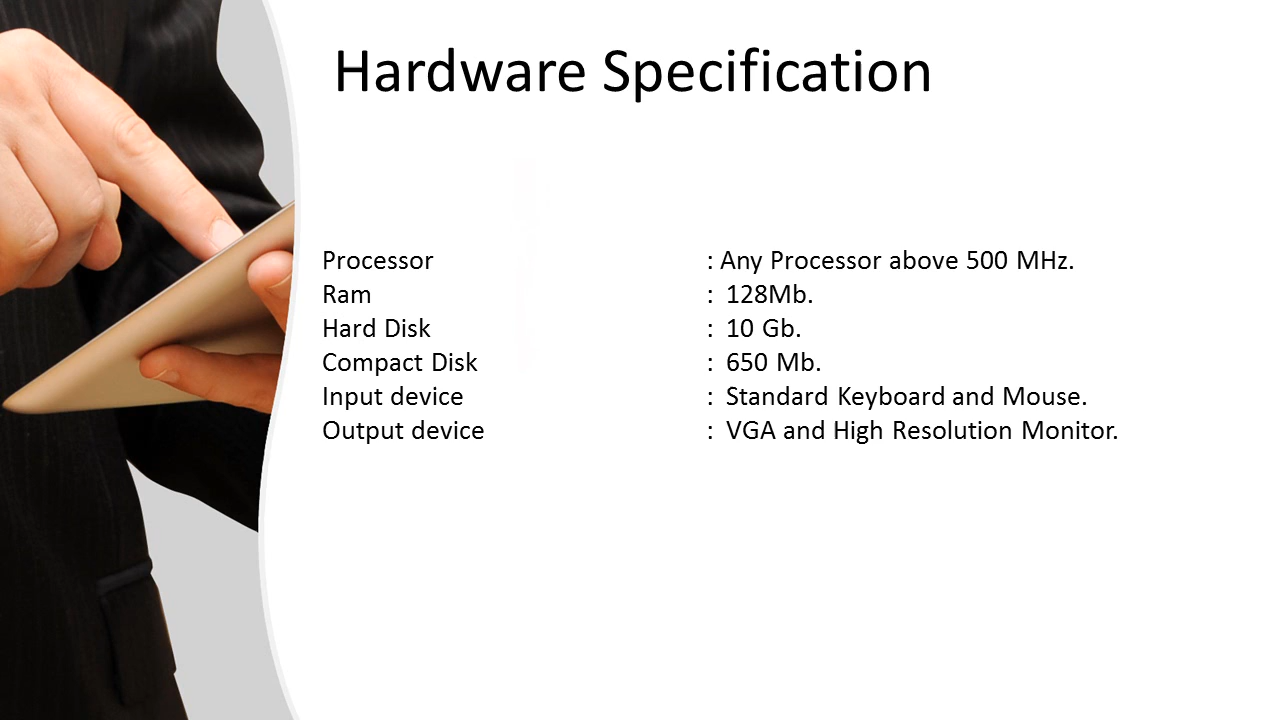 Hardware Specification
Processor : Any Processor above 500 MHz.
Ram : 128Mb.
Hard Disk : 10 Gb.
Compact Disk : 650 Mb.
Input device : Standard Keyboard and Mouse.
Output device : VGA and High Resolution Monitor.